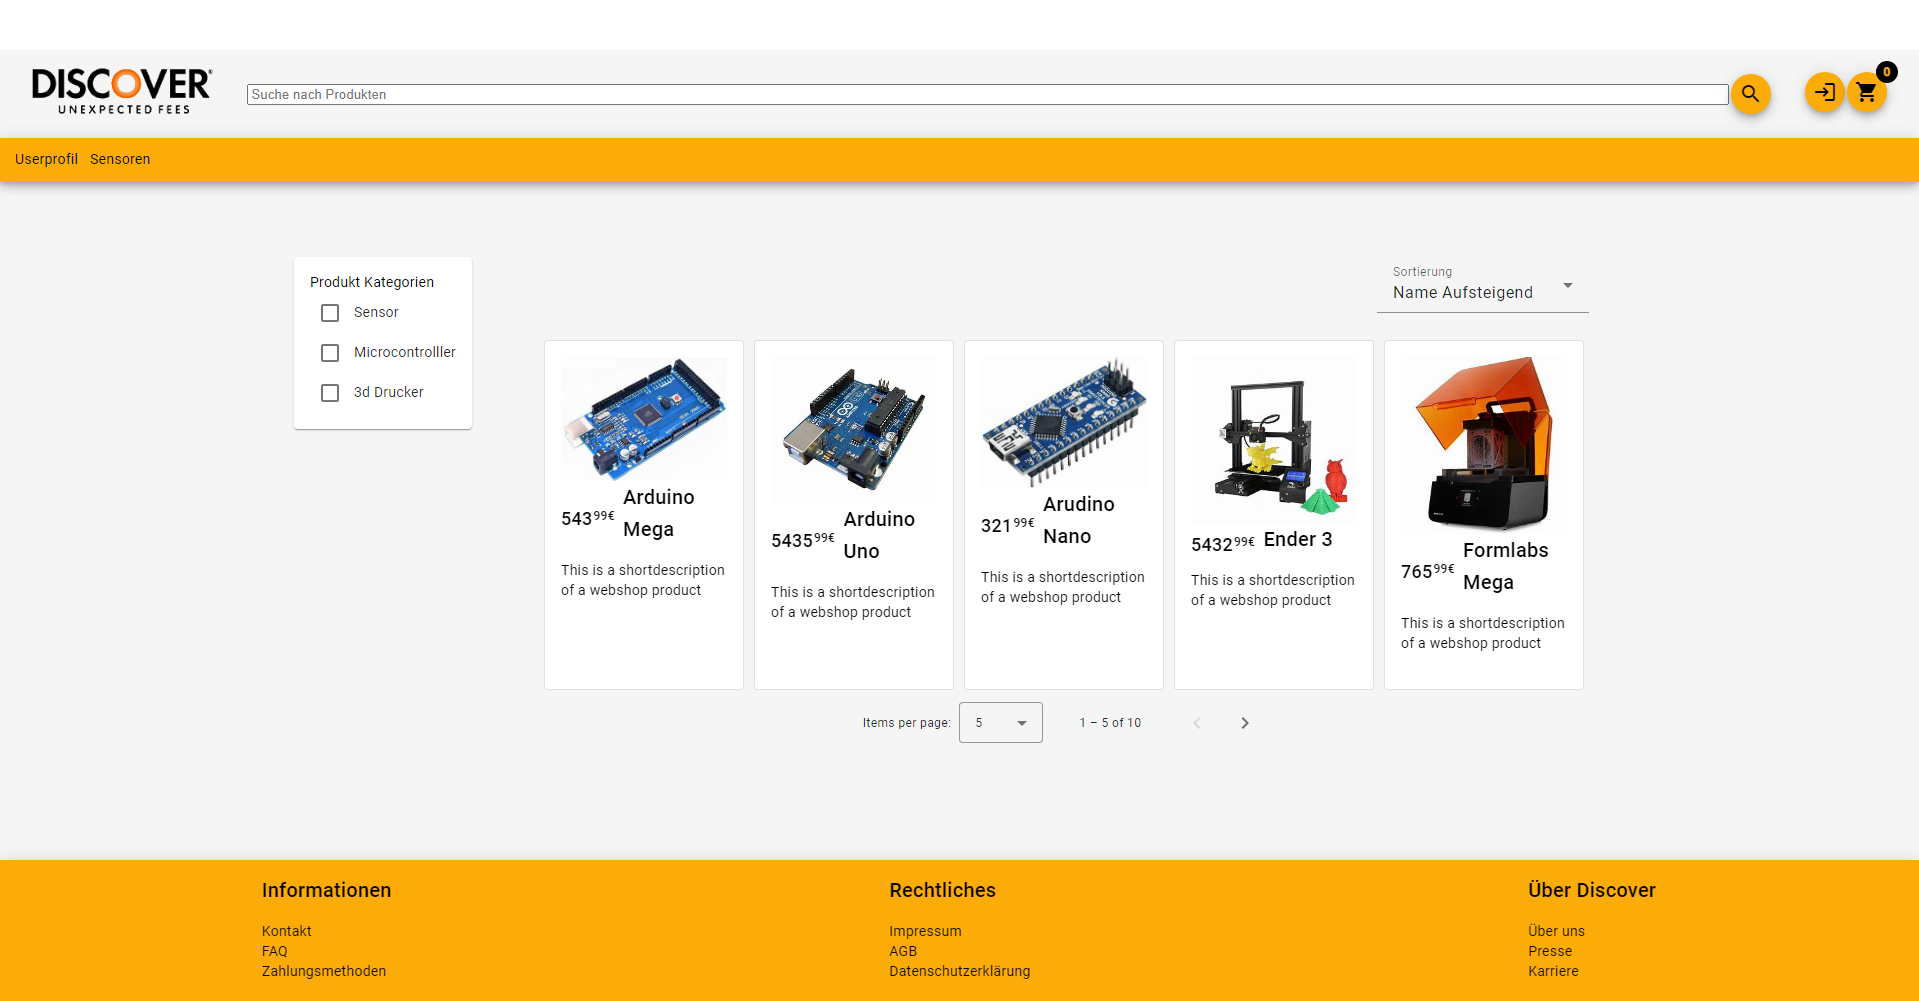 DISCOVER®
UNEXPECTED FEES
Suche nach Produkten
0
Userprofil Sensoren
Produkt Kategorien
Sensor
Microcontrolller
3d Drucker
Sortierung
Name Aufsteigend
543 99€ Arduino
Mega
This is a shortdescription
of a webshop product
5435 99€ Arduino
Uno
This is a shortdescription
of a webshop product
321 99€ Arudino
Nano
This is a shortdescription
of a webshop product
5432 99€ Ender 3
This is a shortdescription
of a webshop product
765 99€ Formlabs
Mega
This is a shortdescription
of a webshop product
Items per page: 5 1 – 5 of 10
Informationen
Kontakt
FAQ
Zahlungsmethoden
Rechtliches
Impressum
AGB
Datenschutzerklärung
Über Discover
Über uns
Presse
Karriere